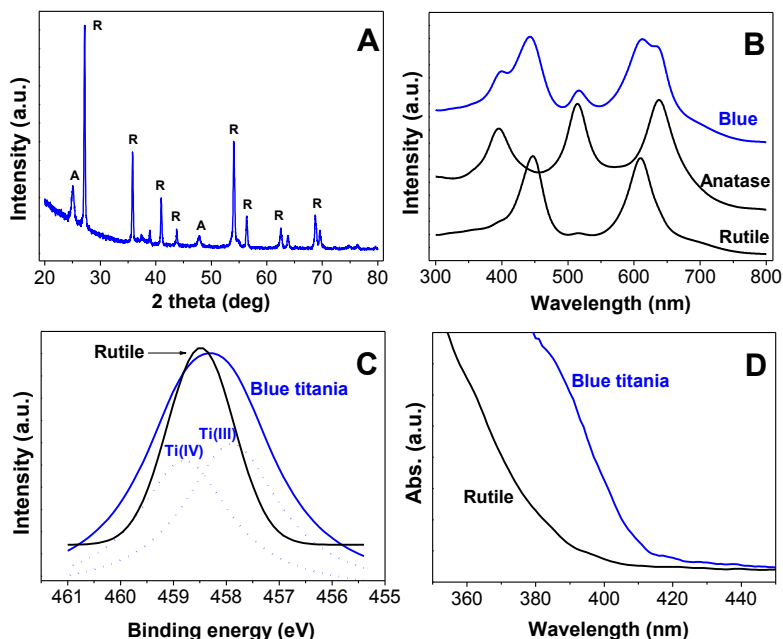 A
Intensity (a.u.)
R
R
R
A
R
R
A
R
R
R
20 30 40 50 60 70 80
2 theta (deg)
B
Intensity (a.u.)
Blue
Anatase
Rutile
300 400 500 600 700 800
Wavelength (nm)
C
Intensity (a.u.)
Rutile
Blue titania
Ti(III)
Ti(IV)
461 460 459 458 457 456 455
Binding energy (eV)
D
Abs. (a.u.)
Blue titania
Rutile
360 380 400 420 440
Wavelength (nm)